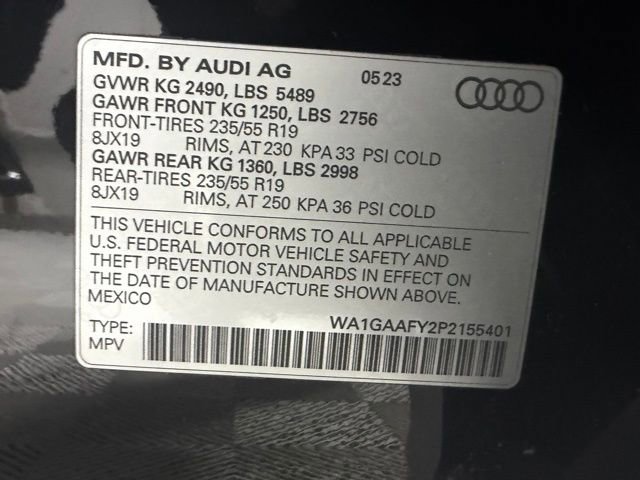 MFD. BY AUDI AG 05 23
GVWR KG 2490, LBS 5489
GAWR FRONT KG 1250, LBS 2756
FRONT-TIRES 235/55 R19
8JX19 RIMS, AT 230 KPA 33 PSI COLD
GAWR REAR KG 1360, LBS 2998
REAR-TIRES 235/55 R19
8JX19 RIMS, AT 250 KPA 36 PSI COLD
THIS VEHICLE CONFORMS TO ALL APPLICABLE
U.S. FEDERAL MOTOR VEHICLE SAFETY AND
THEFT PREVENTION STANDARDS IN EFFECT ON
THE DATE OF MANUFACTURE SHOWN ABOVE.
MEXICO
WA1GAAFY2P2155401
TYPE:
MPV